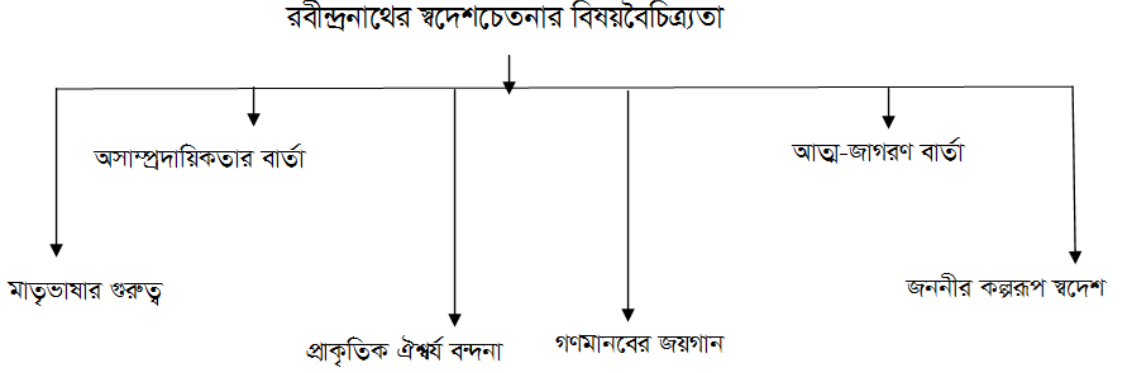 রবীন্দ্রনাথের স্বদেশচেতনার বিষয়বৈচিত্র্যতা
অসাম্প্রদায়িকতার বার্তা
আত্ম-জাগরণ বার্তা
মাতৃভাষার গুরুত্ব
জননীর কল্পরূপ স্বদেশ
প্রাকৃতিক ঐশ্বর্য বন্দনা
গণমানবের জয়গান